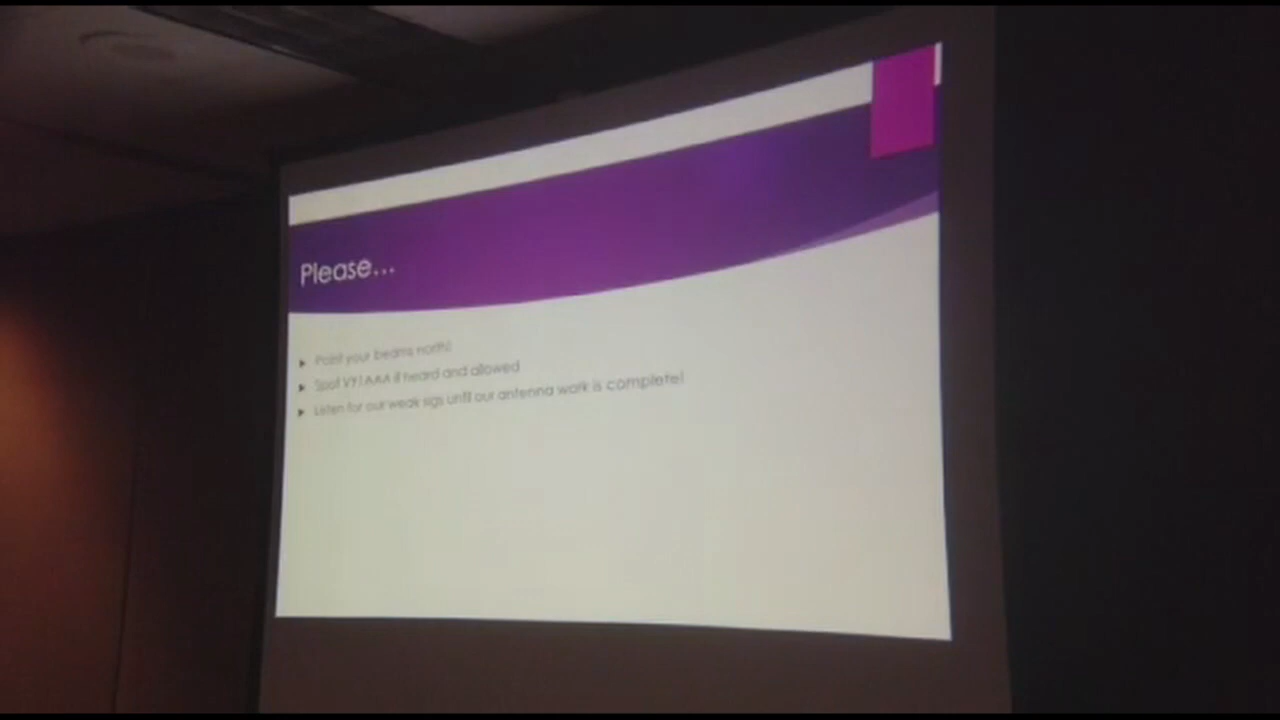 Please...
Point your beams north!
Spot VY1AAA if heard and allowed
Listen for our weak sigs until our antenna work is complete!